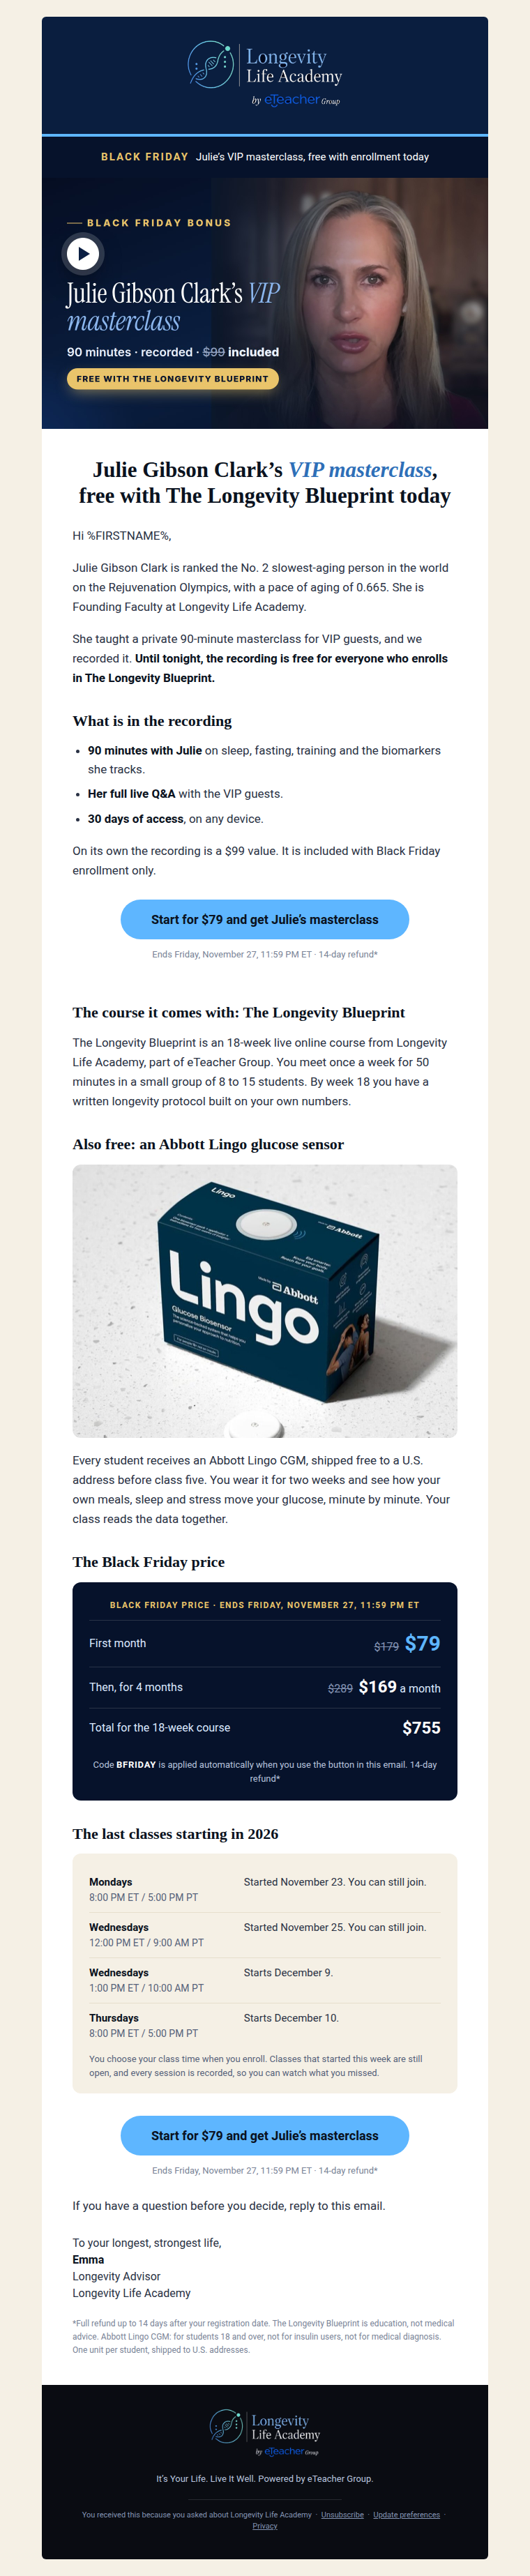 Longevity
Life Academy
by eTeacher Group
BLACK FRIDAY Julie’s VIP masterclass, free with enrollment today
BLACK FRIDAY BONUS
Julie Gibson Clark’s VIP
masterclass
90 minutes · recorded · $99 included
FREE WITH THE LONGEVITY BLUEPRINT
Julie Gibson Clark’s VIP masterclass,
free with The Longevity Blueprint today
Hi %FIRSTNAME%,
Julie Gibson Clark is ranked the No. 2 slowest-aging person in the world
on the Rejuvenation Olympics, with a pace of aging of 0.665. She is
Founding Faculty at Longevity Life Academy.
She taught a private 90-minute masterclass for VIP guests, and we
recorded it. Until tonight, the recording is free for everyone who enrolls
in The Longevity Blueprint.
What is in the recording
• 90 minutes with Julie on sleep, fasting, training and the biomarkers
she tracks.
• Her full live Q&A with the VIP guests.
• 30 days of access, on any device.
On its own the recording is a $99 value. It is included with Black Friday
enrollment only.
Start for $79 and get Julie’s masterclass
Ends Friday, November 27, 11:59 PM ET · 14-day refund*
The course it comes with: The Longevity Blueprint
The Longevity Blueprint is an 18-week live online course from Longevity
Life Academy, part of eTeacher Group. You meet once a week for 50
minutes in a small group of 8 to 15 students. By week 18 you have a
written longevity protocol built on your own numbers.
Also free: an Abbott Lingo glucose sensor
Lingo
Abbott
Lingo
Abbott
Glucose Biosensor
Every student receives an Abbott Lingo CGM, shipped free to a U.S.
address before class five. You wear it for two weeks and see how your
own meals, sleep and stress move your glucose, minute by minute. Your
class reads the data together.
The Black Friday price
BLACK FRIDAY PRICE · ENDS FRIDAY, NOVEMBER 27, 11:59 PM ET
First month $179 $79
Then, for 4 months $289 $169 a month
Total for the 18-week course $755
Code BFRIDAY is applied automatically when you use the button in this email. 14-day
refund*
The last classes starting in 2026
Mondays Started November 23. You can still join.
8:00 PM ET / 5:00 PM PT
Wednesdays Started November 25. You can still join.
12:00 PM ET / 9:00 AM PT
Wednesdays Starts December 9.
1:00 PM ET / 10:00 AM PT
Thursdays Starts December 10.
8:00 PM ET / 5:00 PM PT
You choose your class time when you enroll. Classes that started this week are still
open, and every session is recorded, so you can watch what you missed.
Start for $79 and get Julie’s masterclass
Ends Friday, November 27, 11:59 PM ET · 14-day refund*
If you have a question before you decide, reply to this email.
To your longest, strongest life,
Emma
Longevity Advisor
Longevity Life Academy
*Full refund up to 14 days after your registration date. The Longevity Blueprint is education, not medical
advice. Abbott Lingo CGM: for students 18 and over, not for insulin users, not for medical diagnosis.
One unit per student, shipped to U.S. addresses.
Longevity
Life Academy
by eTeacher Group
It’s Your Life. Live It Well. Powered by eTeacher Group.
You received this because you asked about Longevity Life Academy · Unsubscribe · Update preferences ·
Privacy